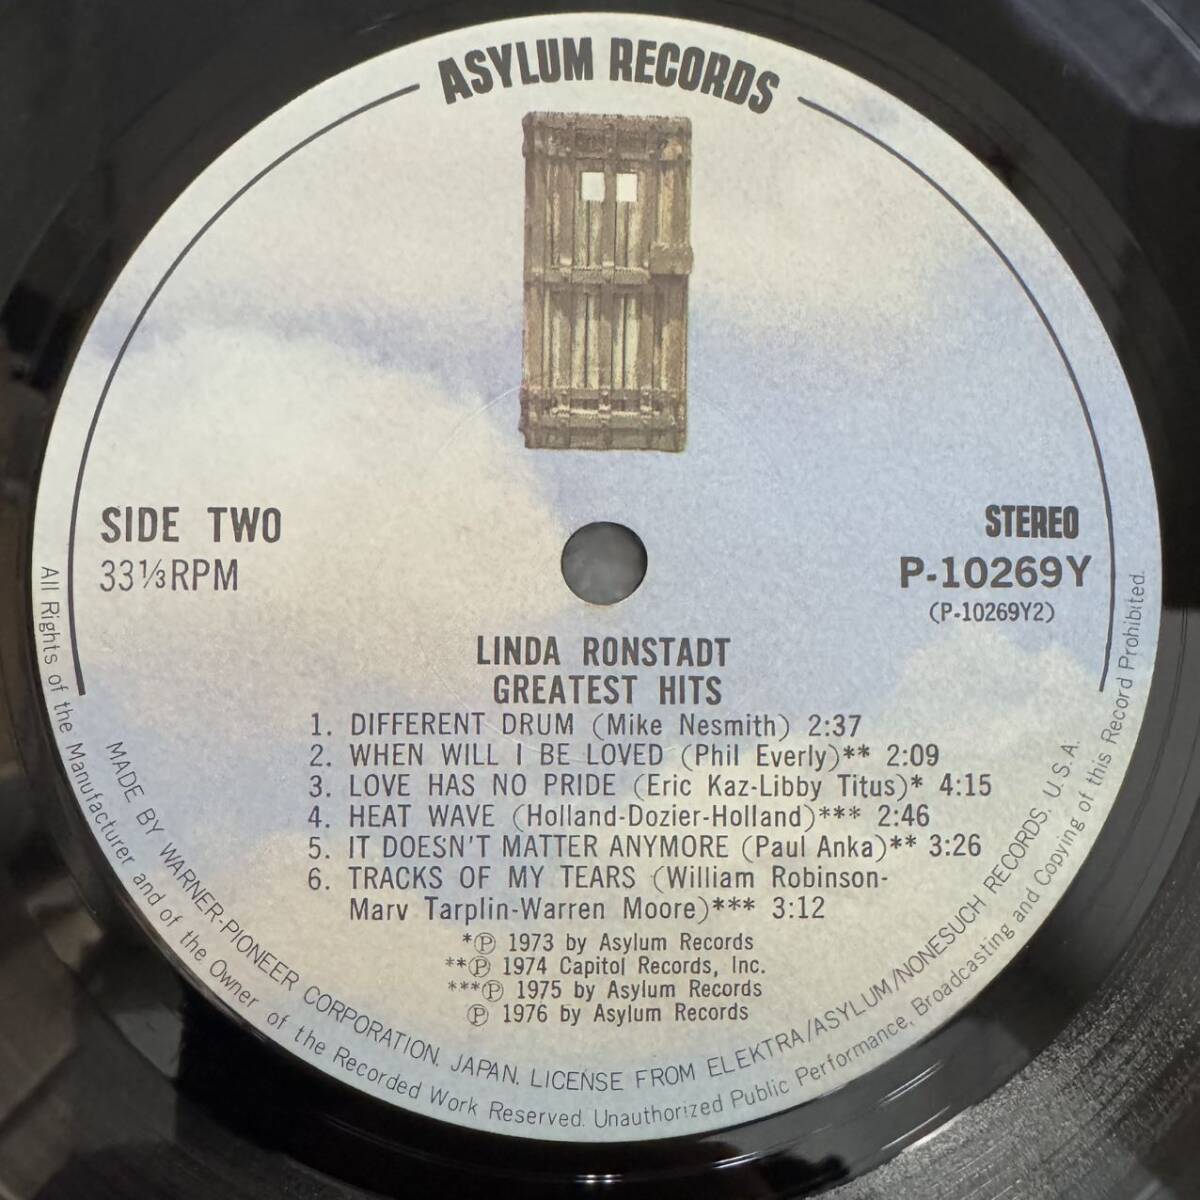 ASYLUM RECORDS
SIDE TWO
33⅓RPM
STEREO
P-10269Y
(P-10269Y2)
LINDA RONSTADT
GREATEST HITS
1. DIFFERENT DRUM (Mike Nesmith) 2:37
2. WHEN WILL I BE LOVED (Phil Everly)** 2:09
3. LOVE HAS NO PRIDE (Eric Kaz-Libby Titus)* 4:15
4. HEAT WAVE (Holland-Dozier-Holland)*** 2:46
5. IT DOESN'T MATTER ANYMORE (Paul Anka)** 3:26
6. TRACKS OF MY TEARS (William Robinson-
Marv Tarplin-Warren Moore)*** 3:12
*℗ 1973 by Asylum Records
**℗ 1974 Capitol Records, Inc.
***℗ 1975 by Asylum Records
℗ 1976 by Asylum Records
MADE BY WARNER-PIONEER CORPORATION, JAPAN. LICENSE FROM ELEKTRA/ASYLUM/NONESUCH RECORDS. U.S.A.
All Rights of the Manufacturer and of the Owner of the Recorded Work Reserved. Unauthorized Public Performance, Broadcasting and Copying of this Record Prohibited.